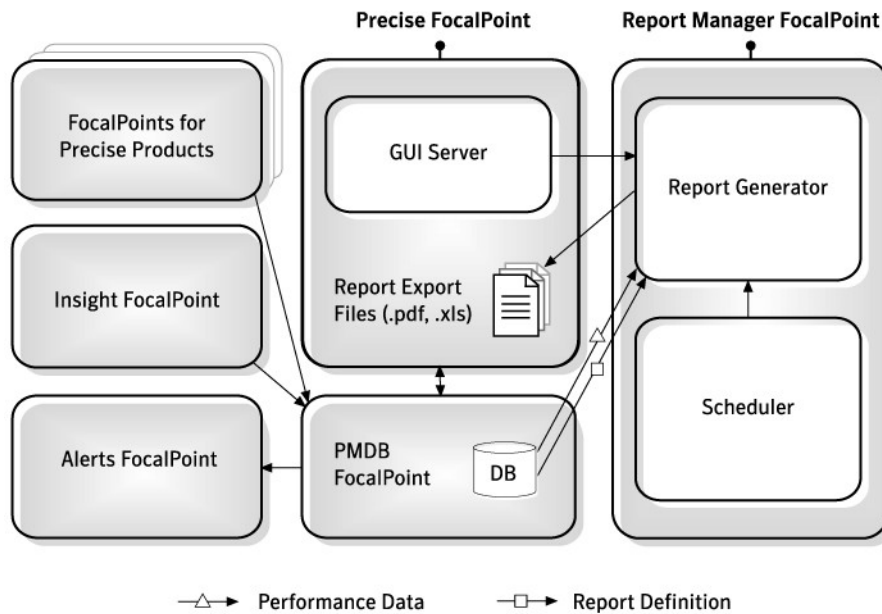 Precise FocalPoint
Report Manager FocalPoint
FocalPoints for
Precise Products
GUI Server
Report Generator
Insight FocalPoint
Report Export
Files (.pdf, .xls)
Scheduler
Alerts FocalPoint
PMDB
FocalPoint
DB
Performance Data
Report Definition